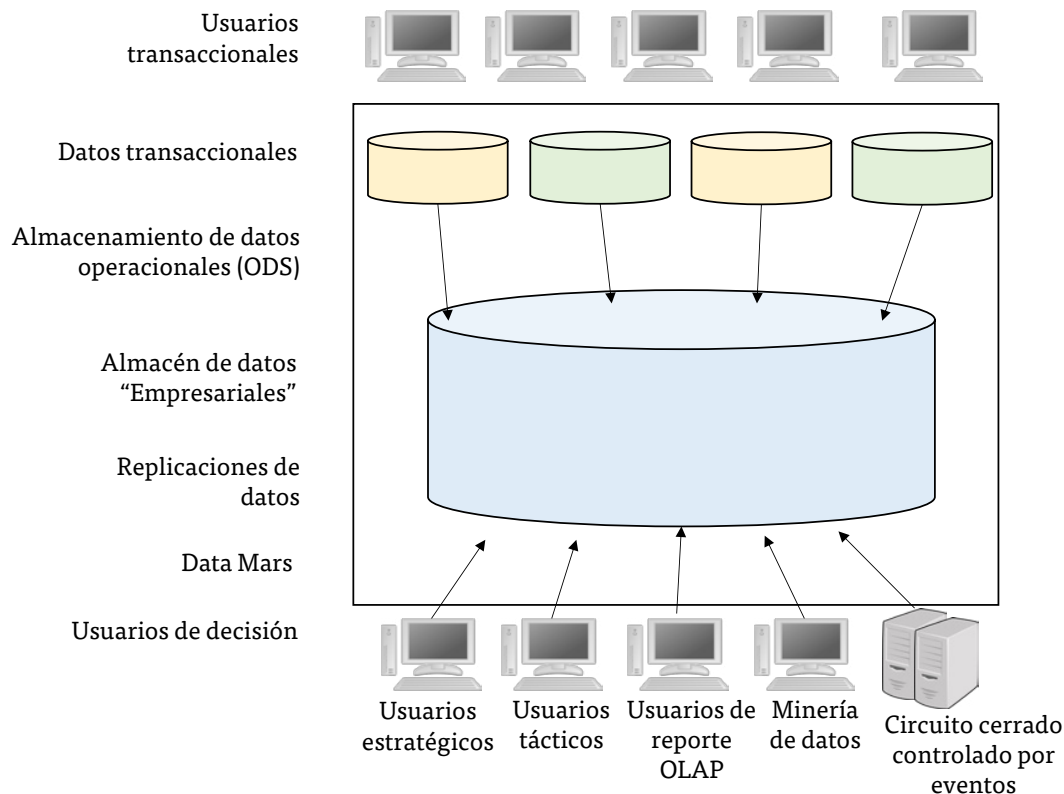 Usuarios
transaccionales
Datos transaccionales
Almacenamiento de datos
operacionales (ODS)
Almacén de datos
“Empresariales”
Replicaciones de
datos
Data Mars
Usuarios de decisión
Usuarios
estratégicos
Usuarios
tácticos
Usuarios de
reporte
OLAP
Minería
de datos
Circuito cerrado
controlado por
eventos